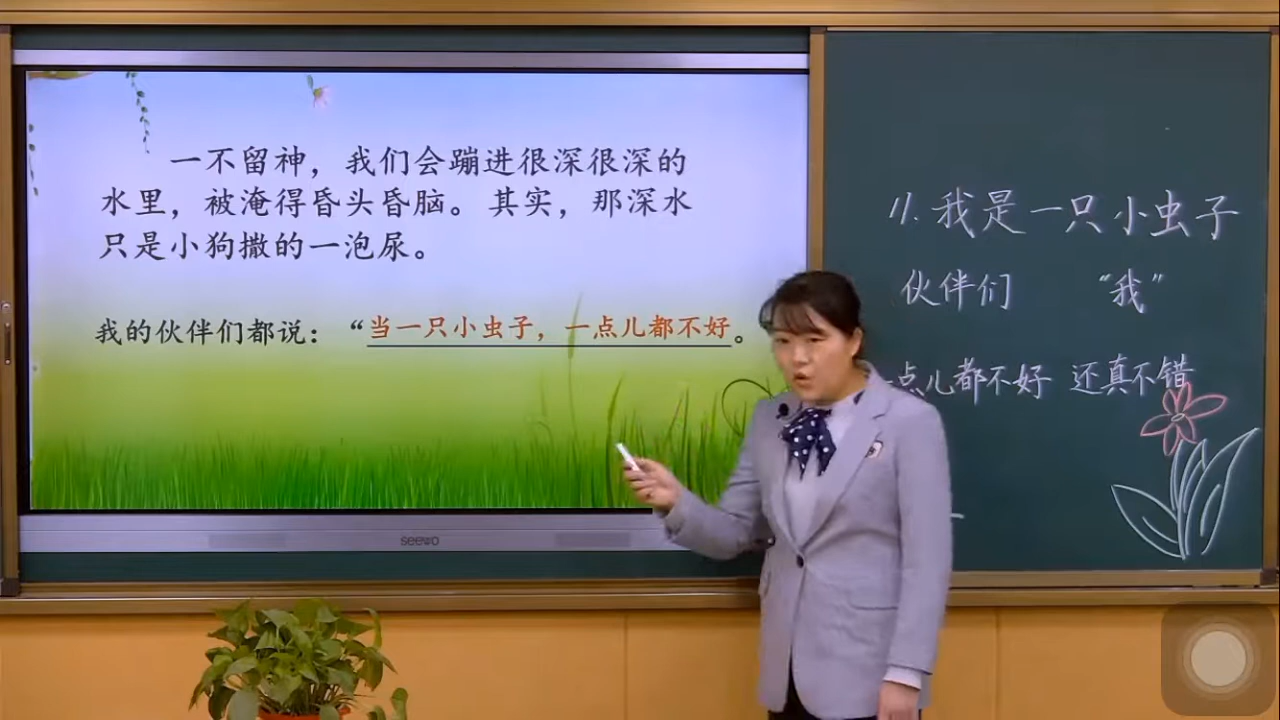 一不留神，我们会蹦进很深很深的
水里，被淹得昏头昏脑。其实，那深水
只是小狗撒的一泡尿。
我的伙伴们都说：“当一只小虫子，一点儿都不好。
seewo
11.我是一只小虫子
伙伴们 “我”
点儿都不好 还真不错